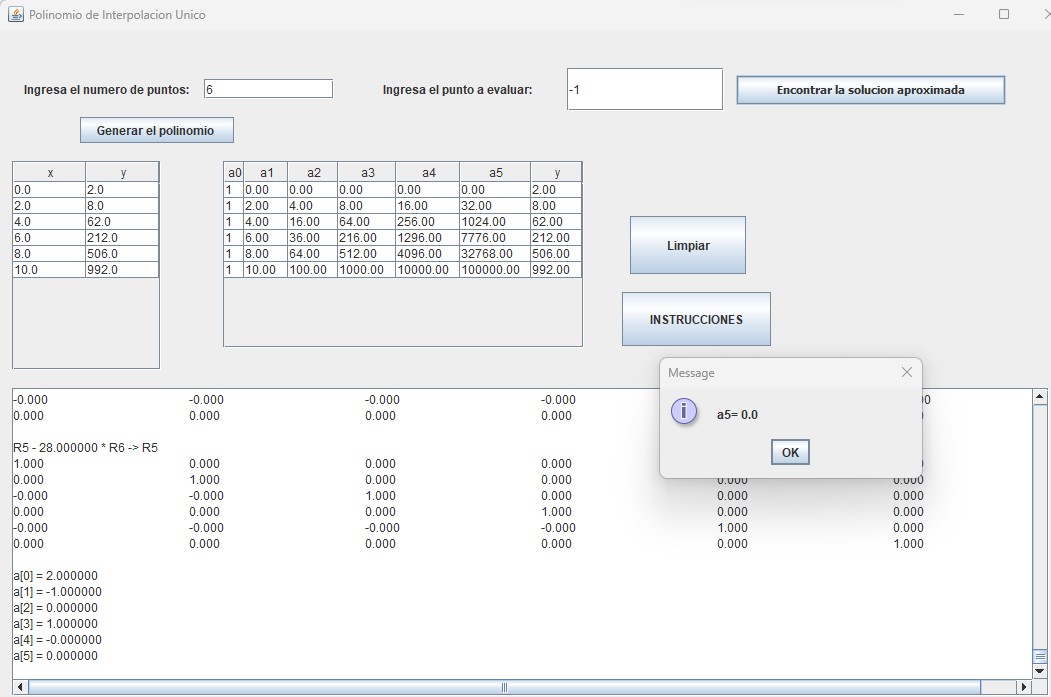 Polinomio de Interpolacion Unico
Ingresa el numero de puntos: 6 Ingresa el punto a evaluar: -1 Encontrar la solucion aproximada
Generar el polinomio
x y
0.0 2.0
2.0 8.0
4.0 62.0
6.0 212.0
8.0 506.0
10.0 992.0
a0 a1 a2 a3 a4 a5 y
1 0.00 0.00 0.00 0.00 0.00 2.00
1 2.00 4.00 8.00 16.00 32.00 8.00
1 4.00 16.00 64.00 256.00 1024.00 62.00
1 6.00 36.00 216.00 1296.00 7776.00 212.00
1 8.00 64.00 512.00 4096.00 32768.00 506.00
1 10.00 100.00 1000.00 10000.00 100000.00 992.00
Limpiar
INSTRUCCIONES
Message
a5= 0.0
OK
-0.000 -0.000 -0.000 -0.000
0.000 0.000 0.000 0.000
R5 - 28.000000 * R6 -> R5
1.000 0.000 0.000 0.000
0.000 1.000 0.000 0.000 0.000 0.000
-0.000 -0.000 1.000 0.000 0.000 0.000
0.000 0.000 0.000 1.000 0.000 0.000
-0.000 -0.000 -0.000 -0.000 1.000 0.000
0.000 0.000 0.000 0.000 0.000 1.000
a[0] = 2.000000
a[1] = -1.000000
a[2] = 0.000000
a[3] = 1.000000
a[4] = -0.000000
a[5] = 0.000000